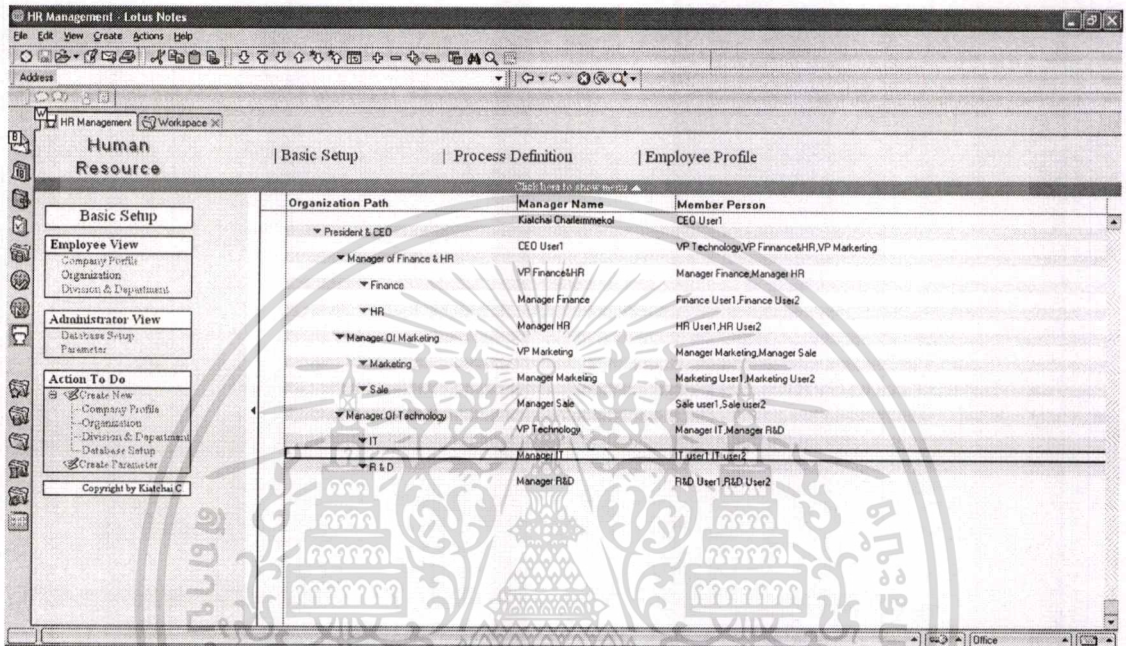 HR Management - Lotus Notes
File Edit View Create Actions Help
Address
HR Management Workspace
Human Resource
Basic Setup
Process Definition
Employee Profile
Click here to show menu
Basic Setup
Employee View
Company Porfile
Organization
Division & Department
Administrator View
Database Setup
Parameter
Action To Do
Create New
Company Profile
Organization
Division & Department
Database Setup
Create Parameter
Copyright by Kiatchai C
Organization Path Manager Name Member Person
Kiatchai Charlermmekol CEO User1
President & CEO
CEO User1 VP Technology,VP Finnance&HR,VP Markerting
Manager of Finance & HR
VP Finance&HR Manager Finance,Manager HR
Finance
Manager Finance Finance User1,Finance User2
HR
Manager HR HR User1,HR User2
Manager Of Marketing
VP Marketing Manager Marketing,Manager Sale
Marketing
Manager Marketing Marketing User1,Marketing User2
Sale
Manager Sale Sale user1,Sale user2
Manager Of Technology
VP Technology Manager IT,Manager R&D
IT
Manager IT IT user1,IT user2
R & D
Manager R&D R&D User1,R&D User2
Office